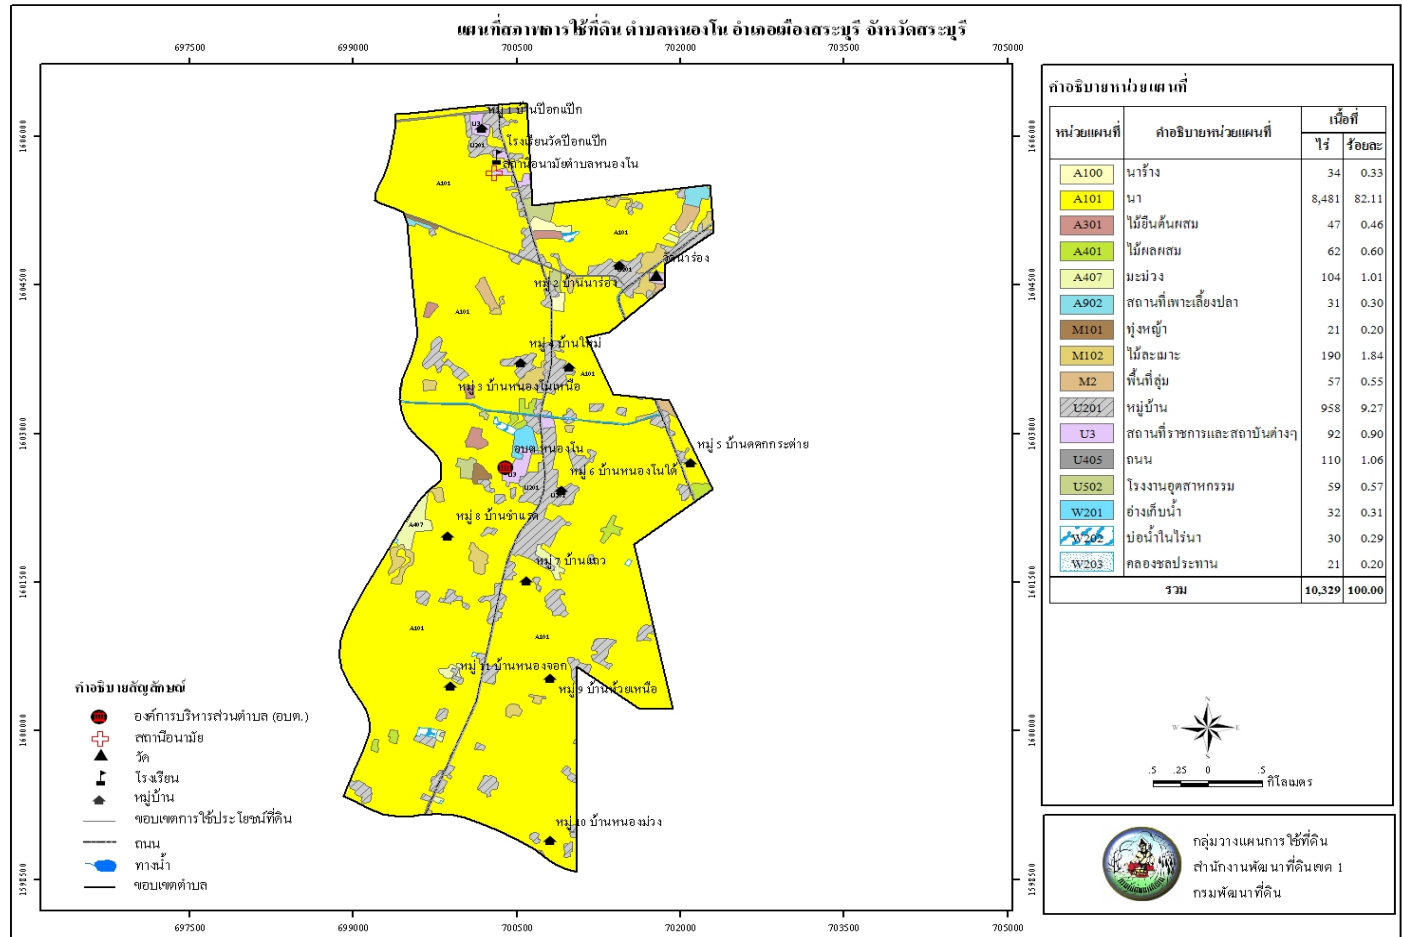 แผนที่สภาพการใช้ที่ดิน ตำบลหนองโน อำเภอเมืองสระบุรี จังหวัดสระบุรี
697500 699000 700500 702000 703500 705000
1606000 1606000
1604500 1604500
1603000 1603000
1601500 1601500
1600000 1600000
1598500 1598500
หมู่ 1 บ้านป๊อกแป๊ก
U3
โรงเรียนวัดป๊อกแป๊ก
U201
สถานีอนามัยตำบลหนองโน
A101
A101
วัดนาร่อง
U201
หมู่ 2 บ้านนาร่อง
A101
หมู่ 4 บ้านใหม่
A101
หมู่ 3 บ้านหนองโนเหนือ
หมู่ 5 บ้านดคกกระต่าย
อบต.หนองโน
U3
หมู่ 6 บ้านหนองโนใต้
U201
U201
หมู่ 8 บ้านชำแระ
A407
หมู่ 7 บ้านแถว
A101
A101
หมู่ 11 บ้านหนองจอก
หมู่ 9 บ้านห้วยเหนือ
หมู่ 10 บ้านหนองม่วง
คำอธิบายสัญลักษณ์
องค์การบริหารส่วนตำบล (อบต.)
สถานีอนามัย
วัด
โรงเรียน
หมู่บ้าน
ขอบเขตการใช้ประโยชน์ที่ดิน
ถนน
ทางน้ำ
ขอบเขตตำบล
697500 699000 700500 702000 703500 705000
คำอธิบายหน่วยแผนที่
หน่วยแผนที่ คำอธิบายหน่วยแผนที่ เนื้อที่
ไร่ ร้อยละ
A100 นาร้าง 34 0.33
A101 นา 8,481 82.11
A301 ไม้ยืนต้นผสม 47 0.46
A401 ไม้ผลผสม 62 0.60
A407 มะม่วง 104 1.01
A902 สถานที่เพาะเลี้ยงปลา 31 0.30
M101 ทุ่งหญ้า 21 0.20
M102 ไม้ละเมาะ 190 1.84
M2 พื้นที่ลุ่ม 57 0.55
U201 หมู่บ้าน 958 9.27
U3 สถานที่ราชการและสถาบันต่างๆ 92 0.90
U405 ถนน 110 1.06
U502 โรงงานอุตสาหกรรม 59 0.57
W201 อ่างเก็บน้ำ 32 0.31
W202 บ่อน้ำในไร่นา 30 0.29
W203 คลองชลประทาน 21 0.20
รวม 10,329 100.00
N
W E
S
.5 .25 0 .5
กิโลเมตร
กลุ่มวางแผนการใช้ที่ดิน
สำนักงานพัฒนาที่ดินเขต 1
กรมพัฒนาที่ดิน